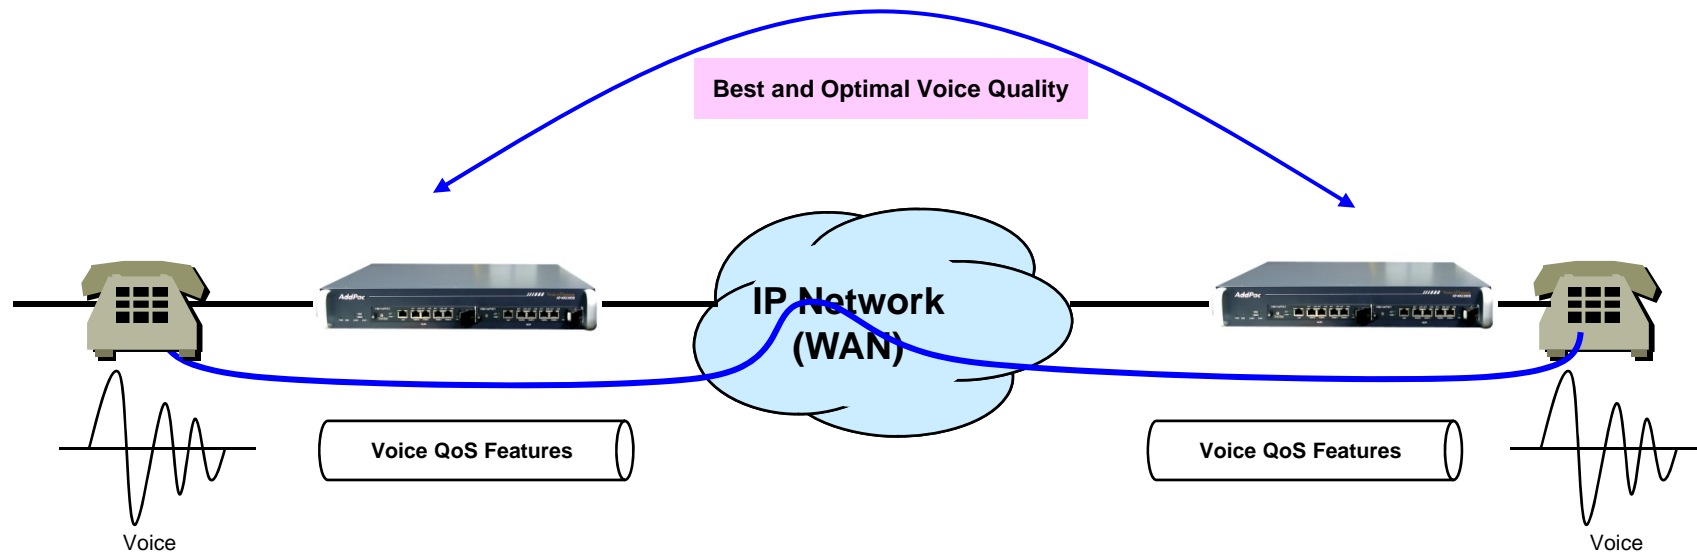 Best and Optimal Voice Quality
AddPac
AddPac
IP Network
(WAN)
Voice QoS Features
Voice QoS Features
Voice
Voice